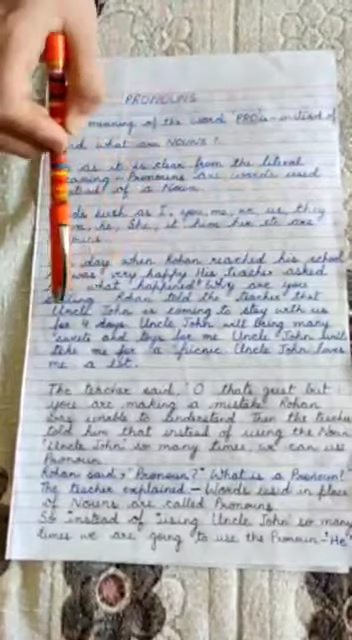 PRONOUNS
meaning of the word 'PRO' is - instead of
what are NOUNS?
as it is clear from the literal
meaning - Pronouns are words used
instead of a Noun.
such as I, you, me, we us, they
he, she, it him her etc are
day when Rohan reached his school
was very happy His teacher asked
what happened? Why are you
smiling Rohan told the teacher that
Uncle John is coming to stay with us
for 4 days Uncle John will bring many
sweets and toys for me Uncle John will
take me for a picnic Uncle John loves
me a lot.
The teacher said, 'O thats great but
you are making a mistake Rohan
was unable to understand Then the teacher
told him that instead of using the Noun
'Uncle John' so many times, we can use
Pronoun
Rohan said, "Pronoun?" What is a Pronoun?"
The teacher explained - Words used in place
of Nouns are called Pronouns
So instead of 'using Uncle John' so many
times we are going to use the Pronoun - "He"